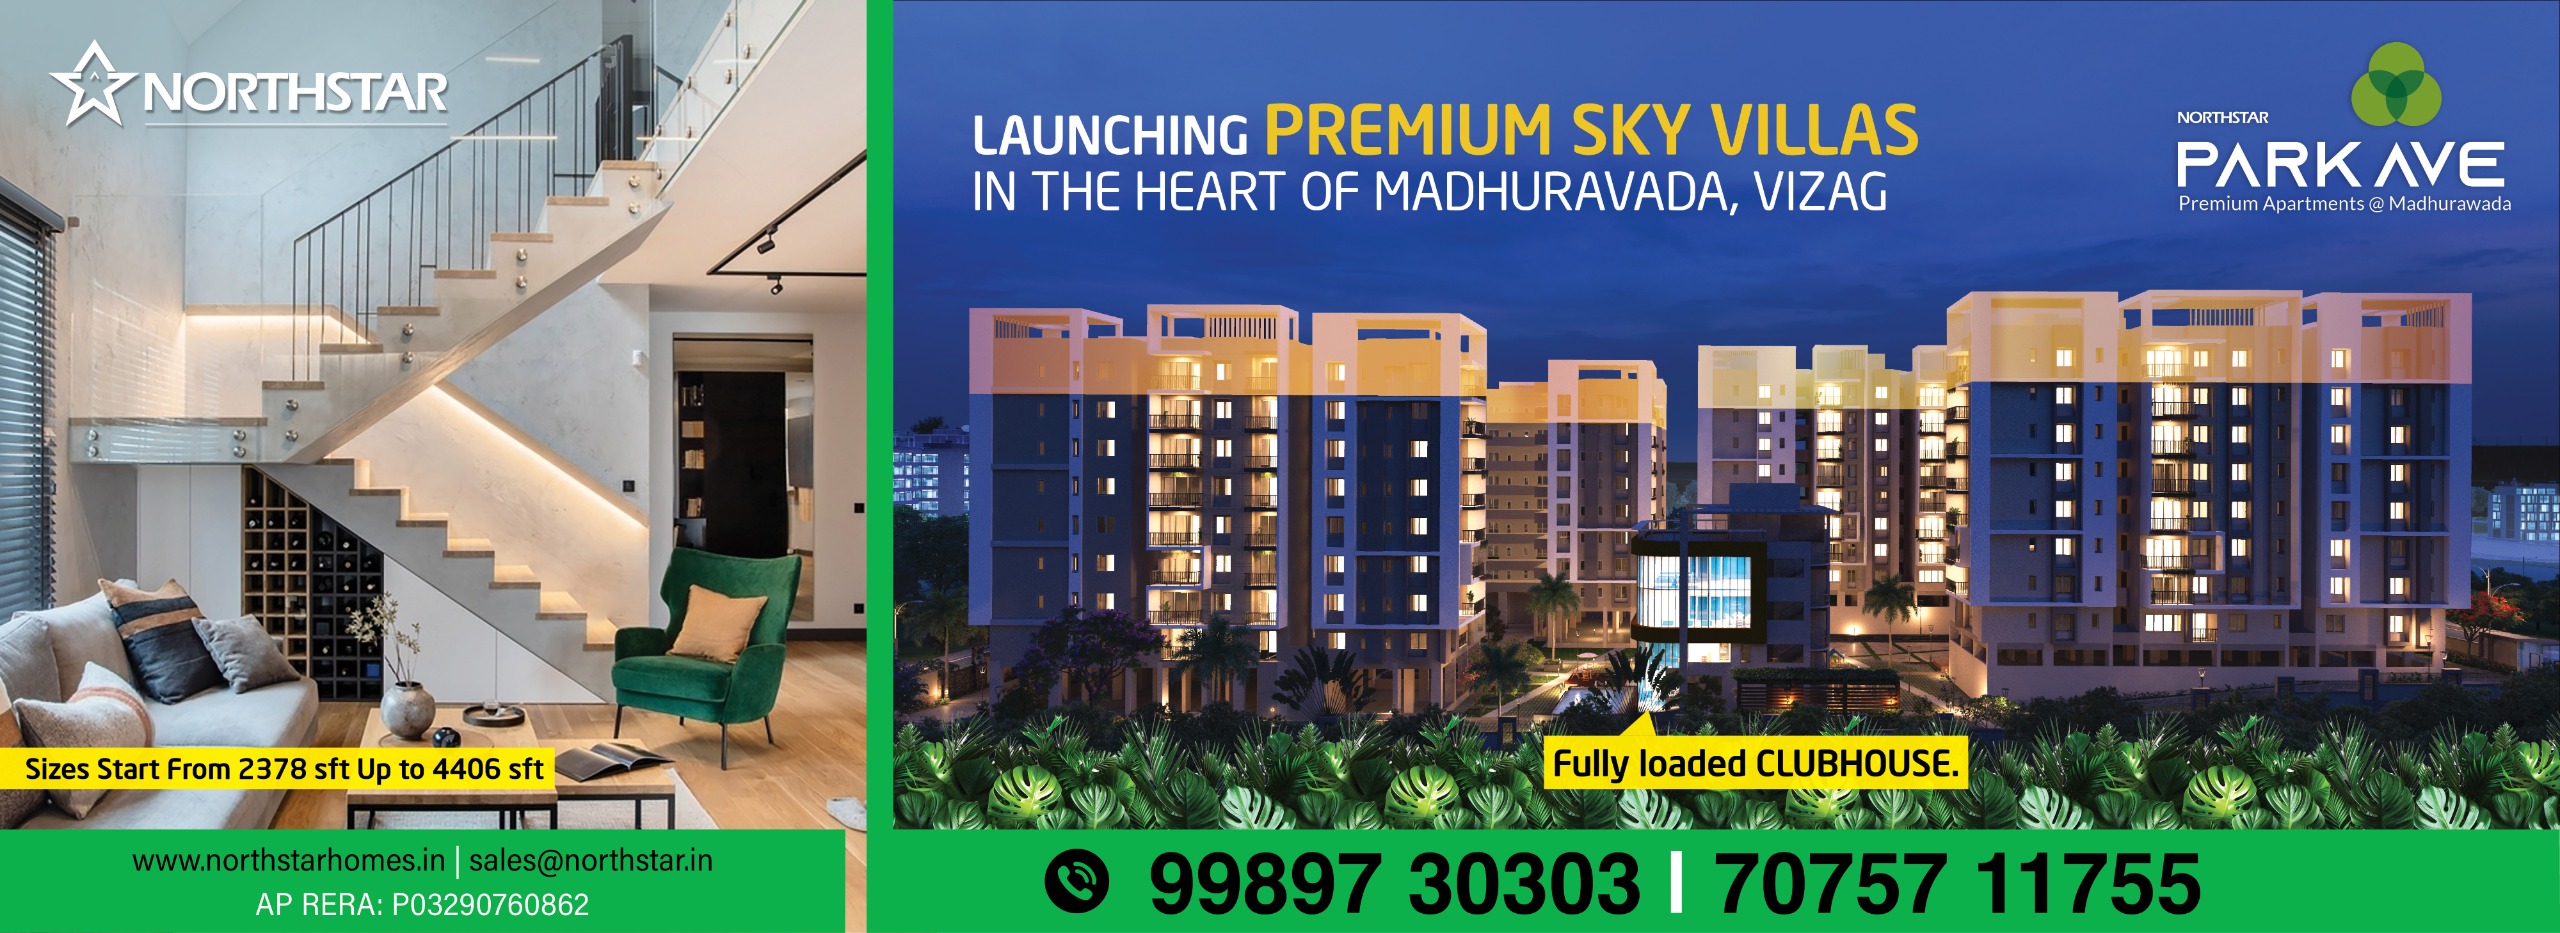 NORTHSTAR
Sizes Start From 2378 sft Up to 4406 sft
www.northstarhomes.in | sales@northstar.in
AP RERA: P03290760862
LAUNCHING PREMIUM SKY VILLAS
IN THE HEART OF MADHURAVADA, VIZAG
NORTHSTAR
PARK AVE
Premium Apartments @ Madhurawada
Fully loaded CLUBHOUSE.
99897 30303 | 70757 11755